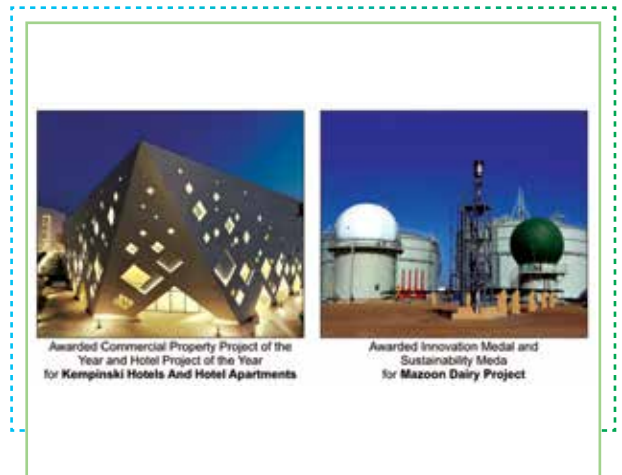 Awarded Commercial Property Project of the
Year and Hotel Project of the Year
for Kempinski Hotels And Hotel Apartments
Awarded Innovation Medal and
Sustainability Meda
for Mazoon Dairy Project